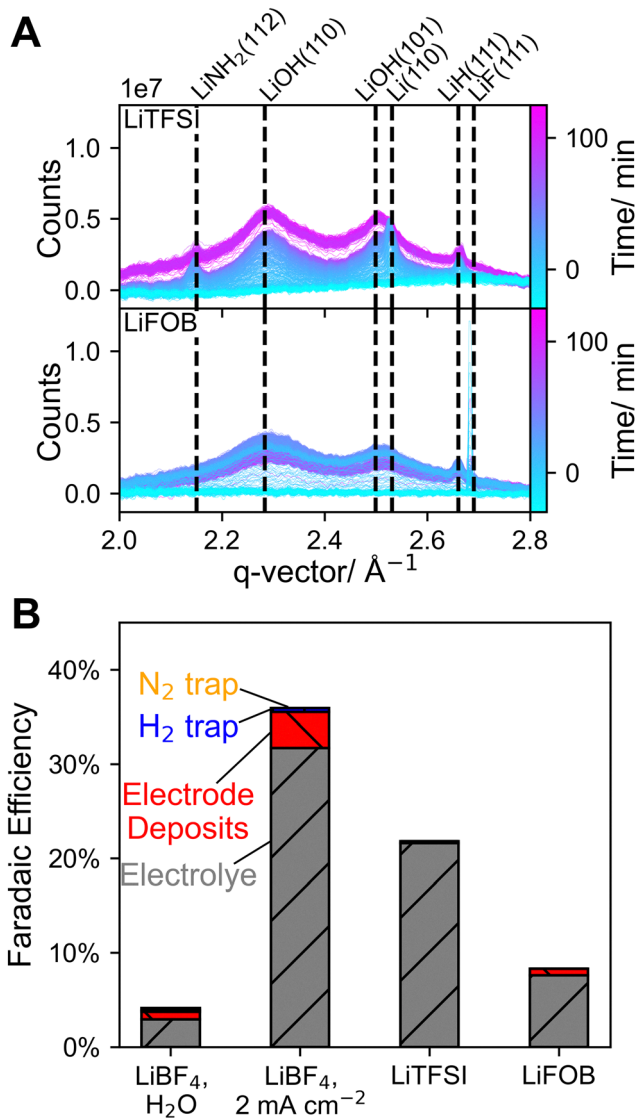 A
LiNH₂(112)
LiOH(110)
LiOH(101)
Li(110)
LiH(111)
LiF(111)
1e7
LiTFSI
1.0
0.5
0.0
Counts
100
0
Time/ min
LiFOB
1.0
0.5
0.0
Counts
100
0
Time/ min
2.0 2.2 2.4 2.6 2.8
q-vector/ Å⁻¹
B
40%
30%
20%
10%
0%
Faradaic Efficiency
N₂ trap
H₂ trap
Electrode
Deposits
Electrolye
LiBF₄,
H₂O
LiBF₄,
2 mA cm⁻²
LiTFSI
LiFOB